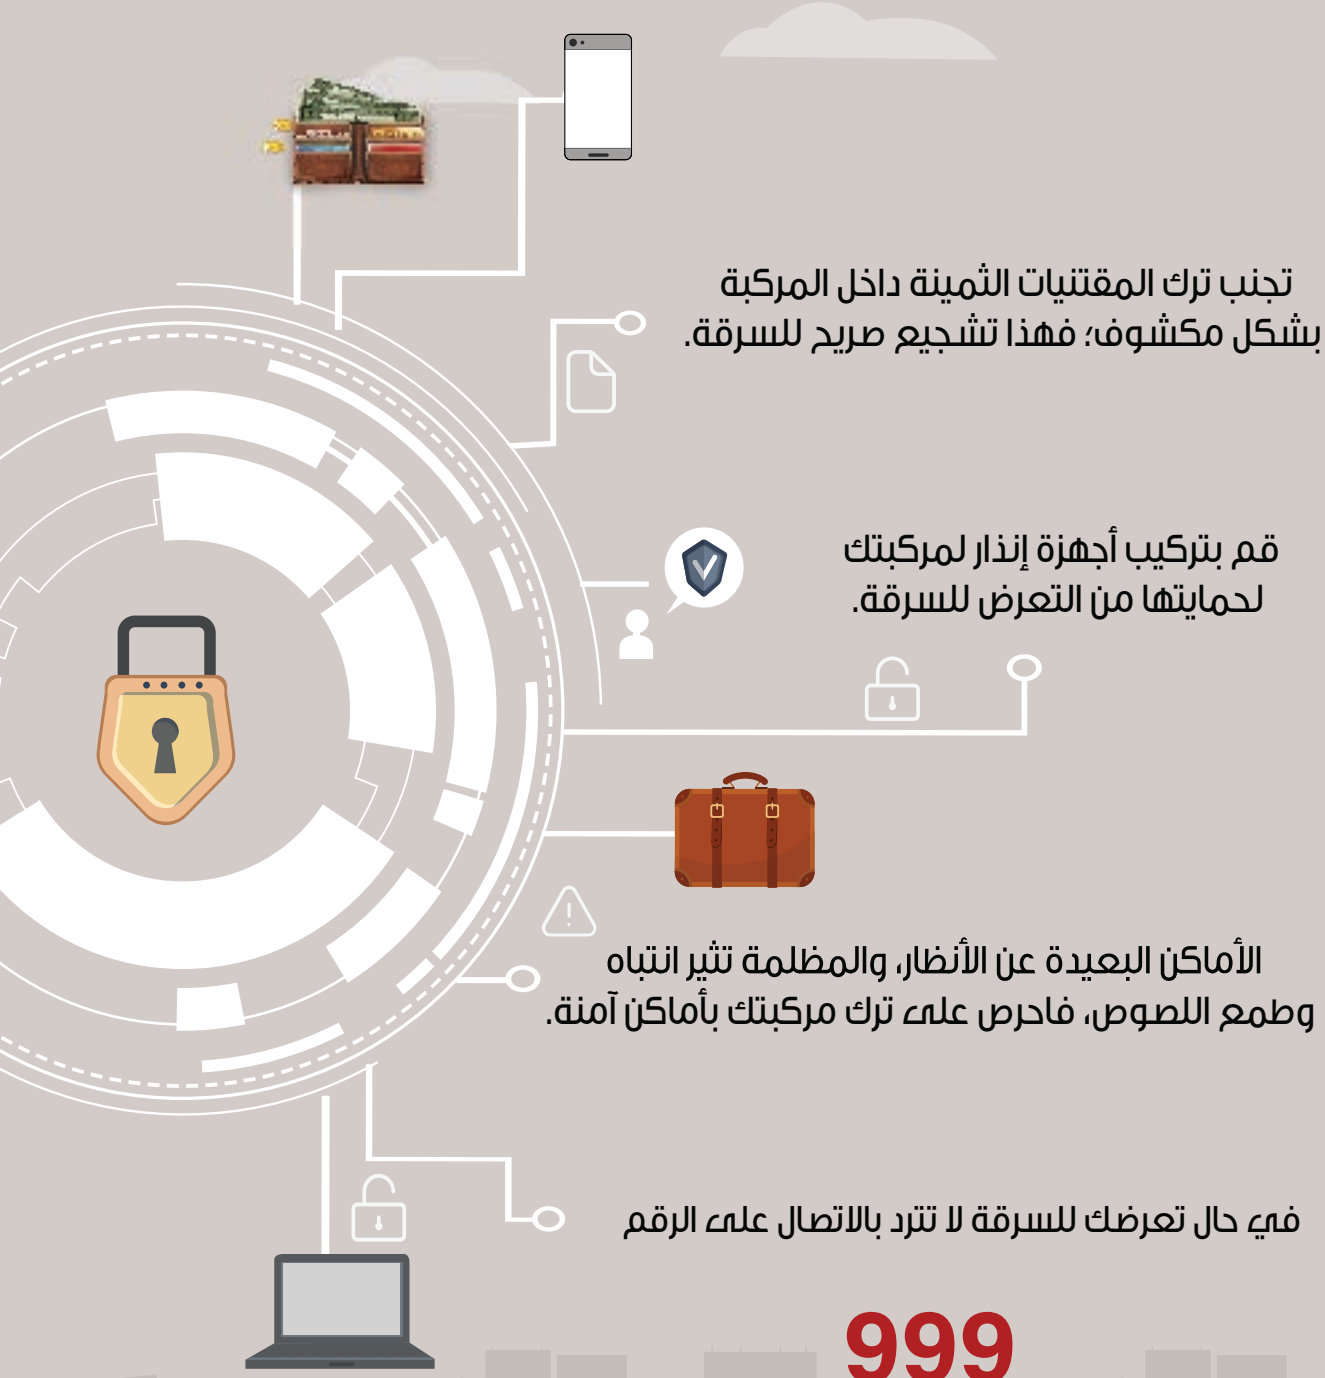 تجنب ترك المقتنيات الثمينة داخل المركبة
بشكل مكشوف؛ فهذا تشجيع صريح للسرقة.
قم بتركيب أجهزة إنذار لمركبتك
لحمايتها من التعرض للسرقة.
الأماكن البعيدة عن الأنظار، والمظلمة تثير انتباه
وطمع اللصوص، فاحرص على ترك مركبتك بأماكن آمنة.
في حال تعرضك للسرقة لا تترد بالاتصال على الرقم
999